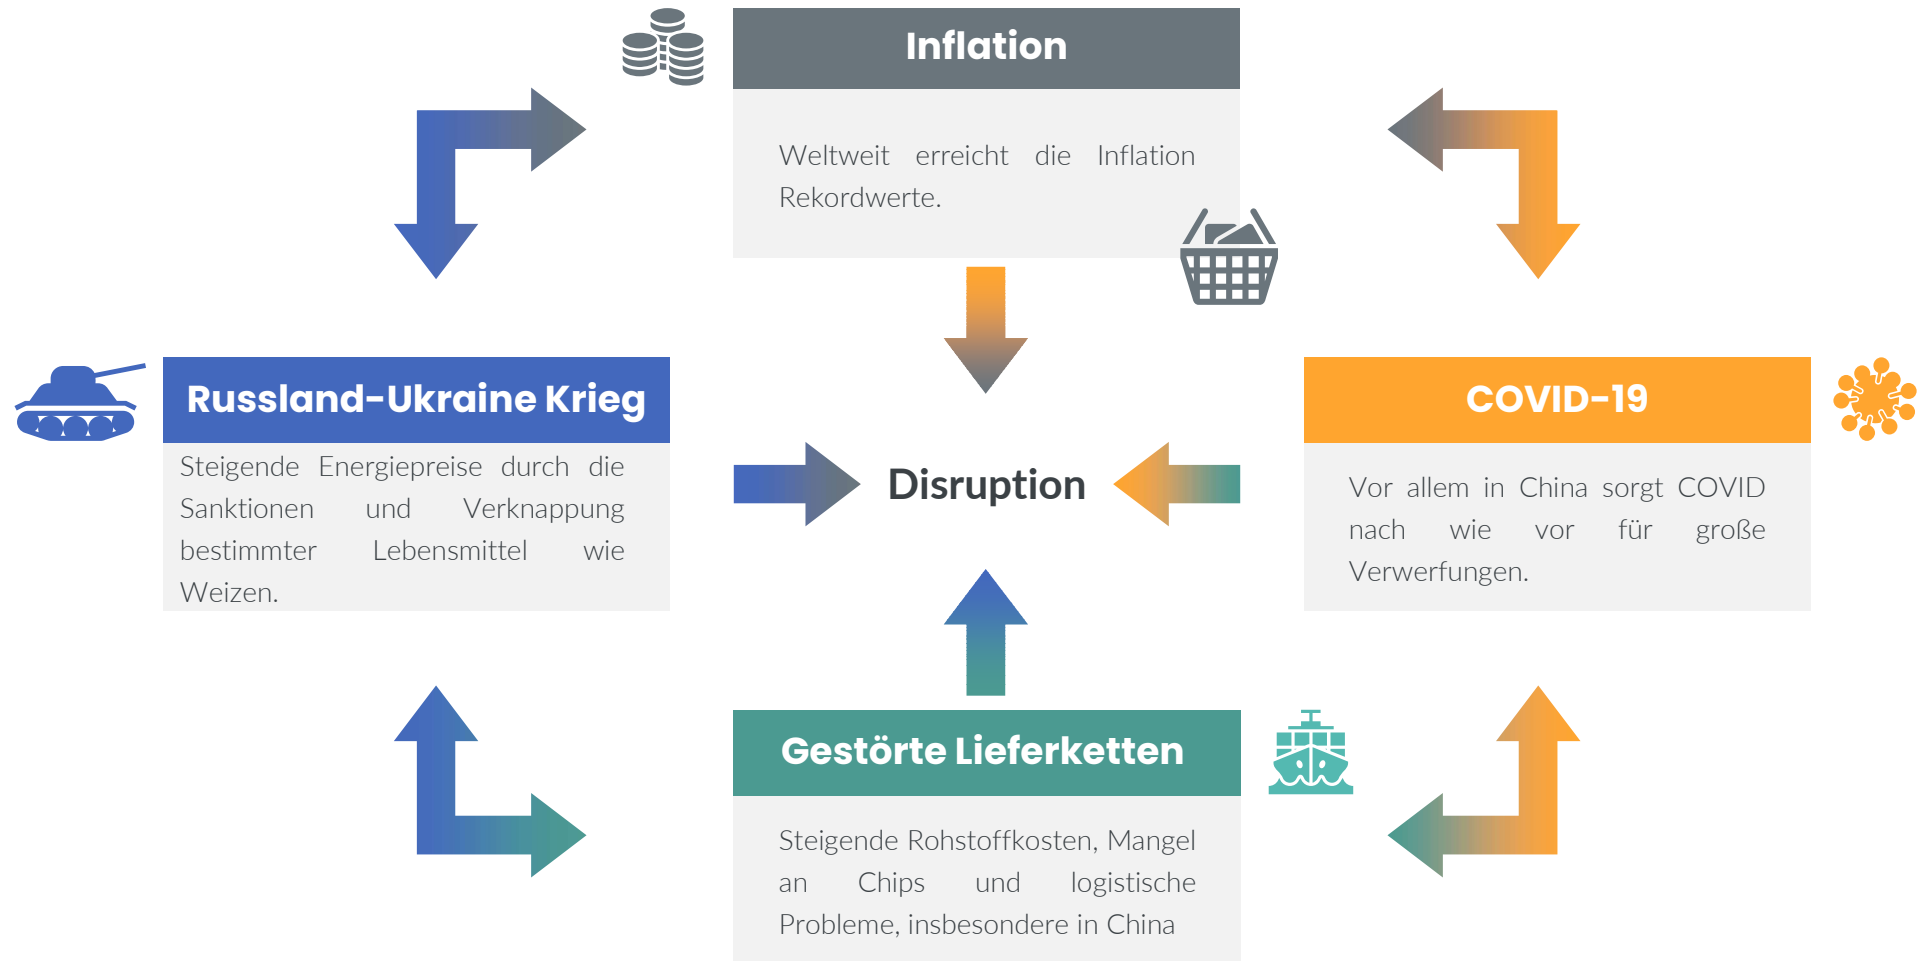 Inflation
Weltweit erreicht die Inflation
Rekordwerte.
Russland-Ukraine Krieg
Steigende Energiepreise durch die
Sanktionen und Verknappung
bestimmter Lebensmittel wie
Weizen.
Disruption
COVID-19
Vor allem in China sorgt COVID
nach wie vor für große
Verwerfungen.
Gestörte Lieferketten
Steigende Rohstoffkosten, Mangel
an Chips und logistische
Probleme, insbesondere in China